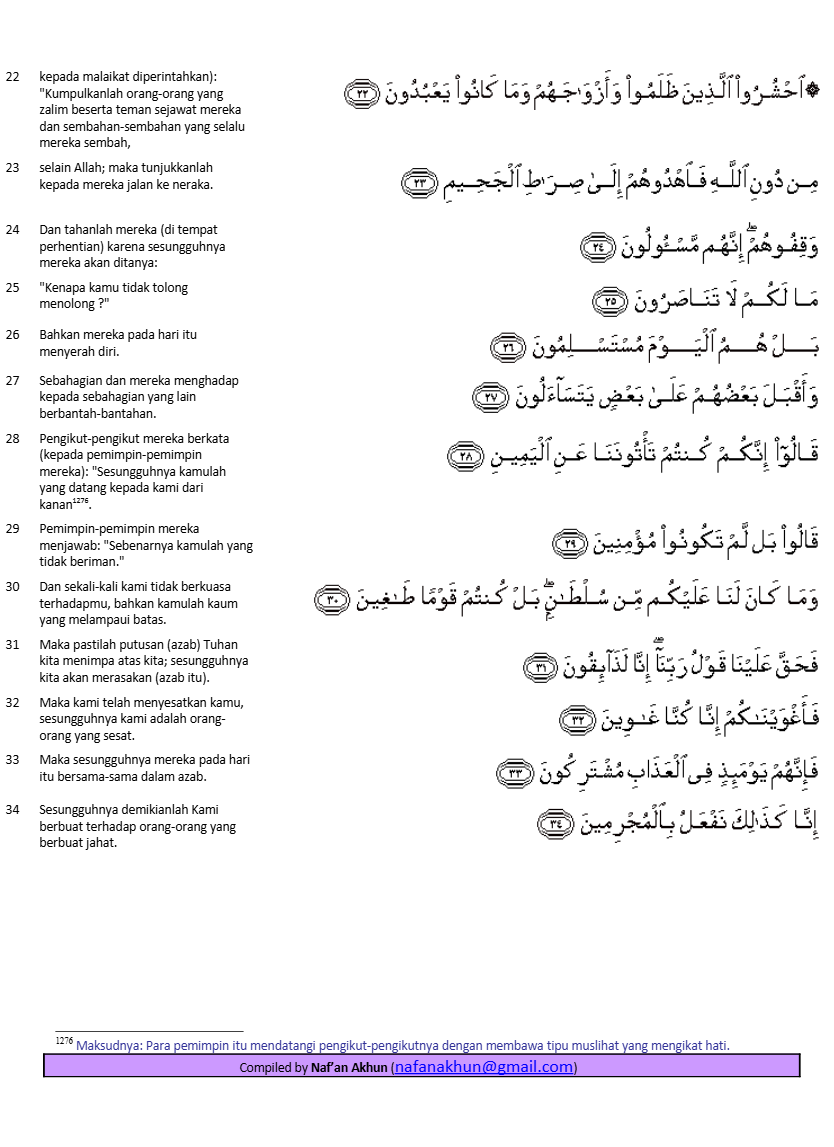 22 kepada malaikat diperintahkan):
"Kumpulkanlah orang-orang yang
zalim beserta teman sejawat mereka
dan sembahan-sembahan yang selalu
mereka sembah,
۞ ٱحْشُرُوا۟ ٱلَّذِينَ ظَلَمُوا۟ وَأَزْوَٰجَهُمْ وَمَا كَانُوا۟ يَعْبُدُونَ ﴿٢٢﴾
23 selain Allah; maka tunjukkanlah
kepada mereka jalan ke neraka.
مِن دُونِ ٱللَّهِ فَٱهْدُوهُمْ إِلَىٰ صِرَٰطِ ٱلْجَحِيمِ ﴿٢٣﴾
24 Dan tahanlah mereka (di tempat
perhentian) karena sesungguhnya
mereka akan ditanya:
وَقِفُوهُمْ ۖ إِنَّهُم مَّسْـُٔولُونَ ﴿٢٤﴾
25 "Kenapa kamu tidak tolong
menolong ?"
مَا لَكُمْ لَا تَنَاصَرُونَ ﴿٢٥﴾
26 Bahkan mereka pada hari itu
menyerah diri.
بَلْ هُمُ ٱلْيَوْمَ مُسْتَسْلِمُونَ ﴿٢٦﴾
27 Sebahagian dan mereka menghadap
kepada sebahagian yang lain
berbantah-bantahan.
وَأَقْبَلَ بَعْضُهُمْ عَلَىٰ بَعْضٍ يَتَسَآءَلُونَ ﴿٢٧﴾
28 Pengikut-pengikut mereka berkata
(kepada pemimpin-pemimpin
mereka): "Sesungguhnya kamulah
yang datang kepada kami dari
kanan1276.
قَالُوٓا۟ إِنَّكُمْ كُنتُمْ تَأْتُونَنَا عَنِ ٱلْيَمِينِ ﴿٢٨﴾
29 Pemimpin-pemimpin mereka
menjawab: "Sebenarnya kamulah yang
tidak beriman."
قَالُوا۟ بَل لَّمْ تَكُونُوا۟ مُؤْمِنِينَ ﴿٢٩﴾
30 Dan sekali-kali kami tidak berkuasa
terhadapmu, bahkan kamulah kaum
yang melampaui batas.
وَمَا كَانَ لَنَا عَلَيْكُم مِّن سُلْطَٰنٍۭ ۖ بَلْ كُنتُمْ قَوْمًا طَٰغِينَ ﴿٣٠﴾
31 Maka pastilah putusan (azab) Tuhan
kita menimpa atas kita; sesungguhnya
kita akan merasakan (azab itu).
فَحَقَّ عَلَيْنَا قَوْلُ رَبِّنَآ ۖ إِنَّا لَذَآئِقُونَ ﴿٣١﴾
32 Maka kami telah menyesatkan kamu,
sesungguhnya kami adalah orang-
orang yang sesat.
فَأَغْوَيْنَٰكُمْ إِنَّا كُنَّا غَٰوِينَ ﴿٣٢﴾
33 Maka sesungguhnya mereka pada hari
itu bersama-sama dalam azab.
فَإِنَّهُمْ يَوْمَئِذٍ فِى ٱلْعَذَابِ مُشْتَرِكُونَ ﴿٣٣﴾
34 Sesungguhnya demikianlah Kami
berbuat terhadap orang-orang yang
berbuat jahat.
إِنَّا كَذَٰلِكَ نَفْعَلُ بِٱلْمُجْرِمِينَ ﴿٣٤﴾
1276 Maksudnya: Para pemimpin itu mendatangi pengikut-pengikutnya dengan membawa tipu muslihat yang mengikat hati.
Compiled by Naf'an Akhun (nafanakhun@gmail.com)